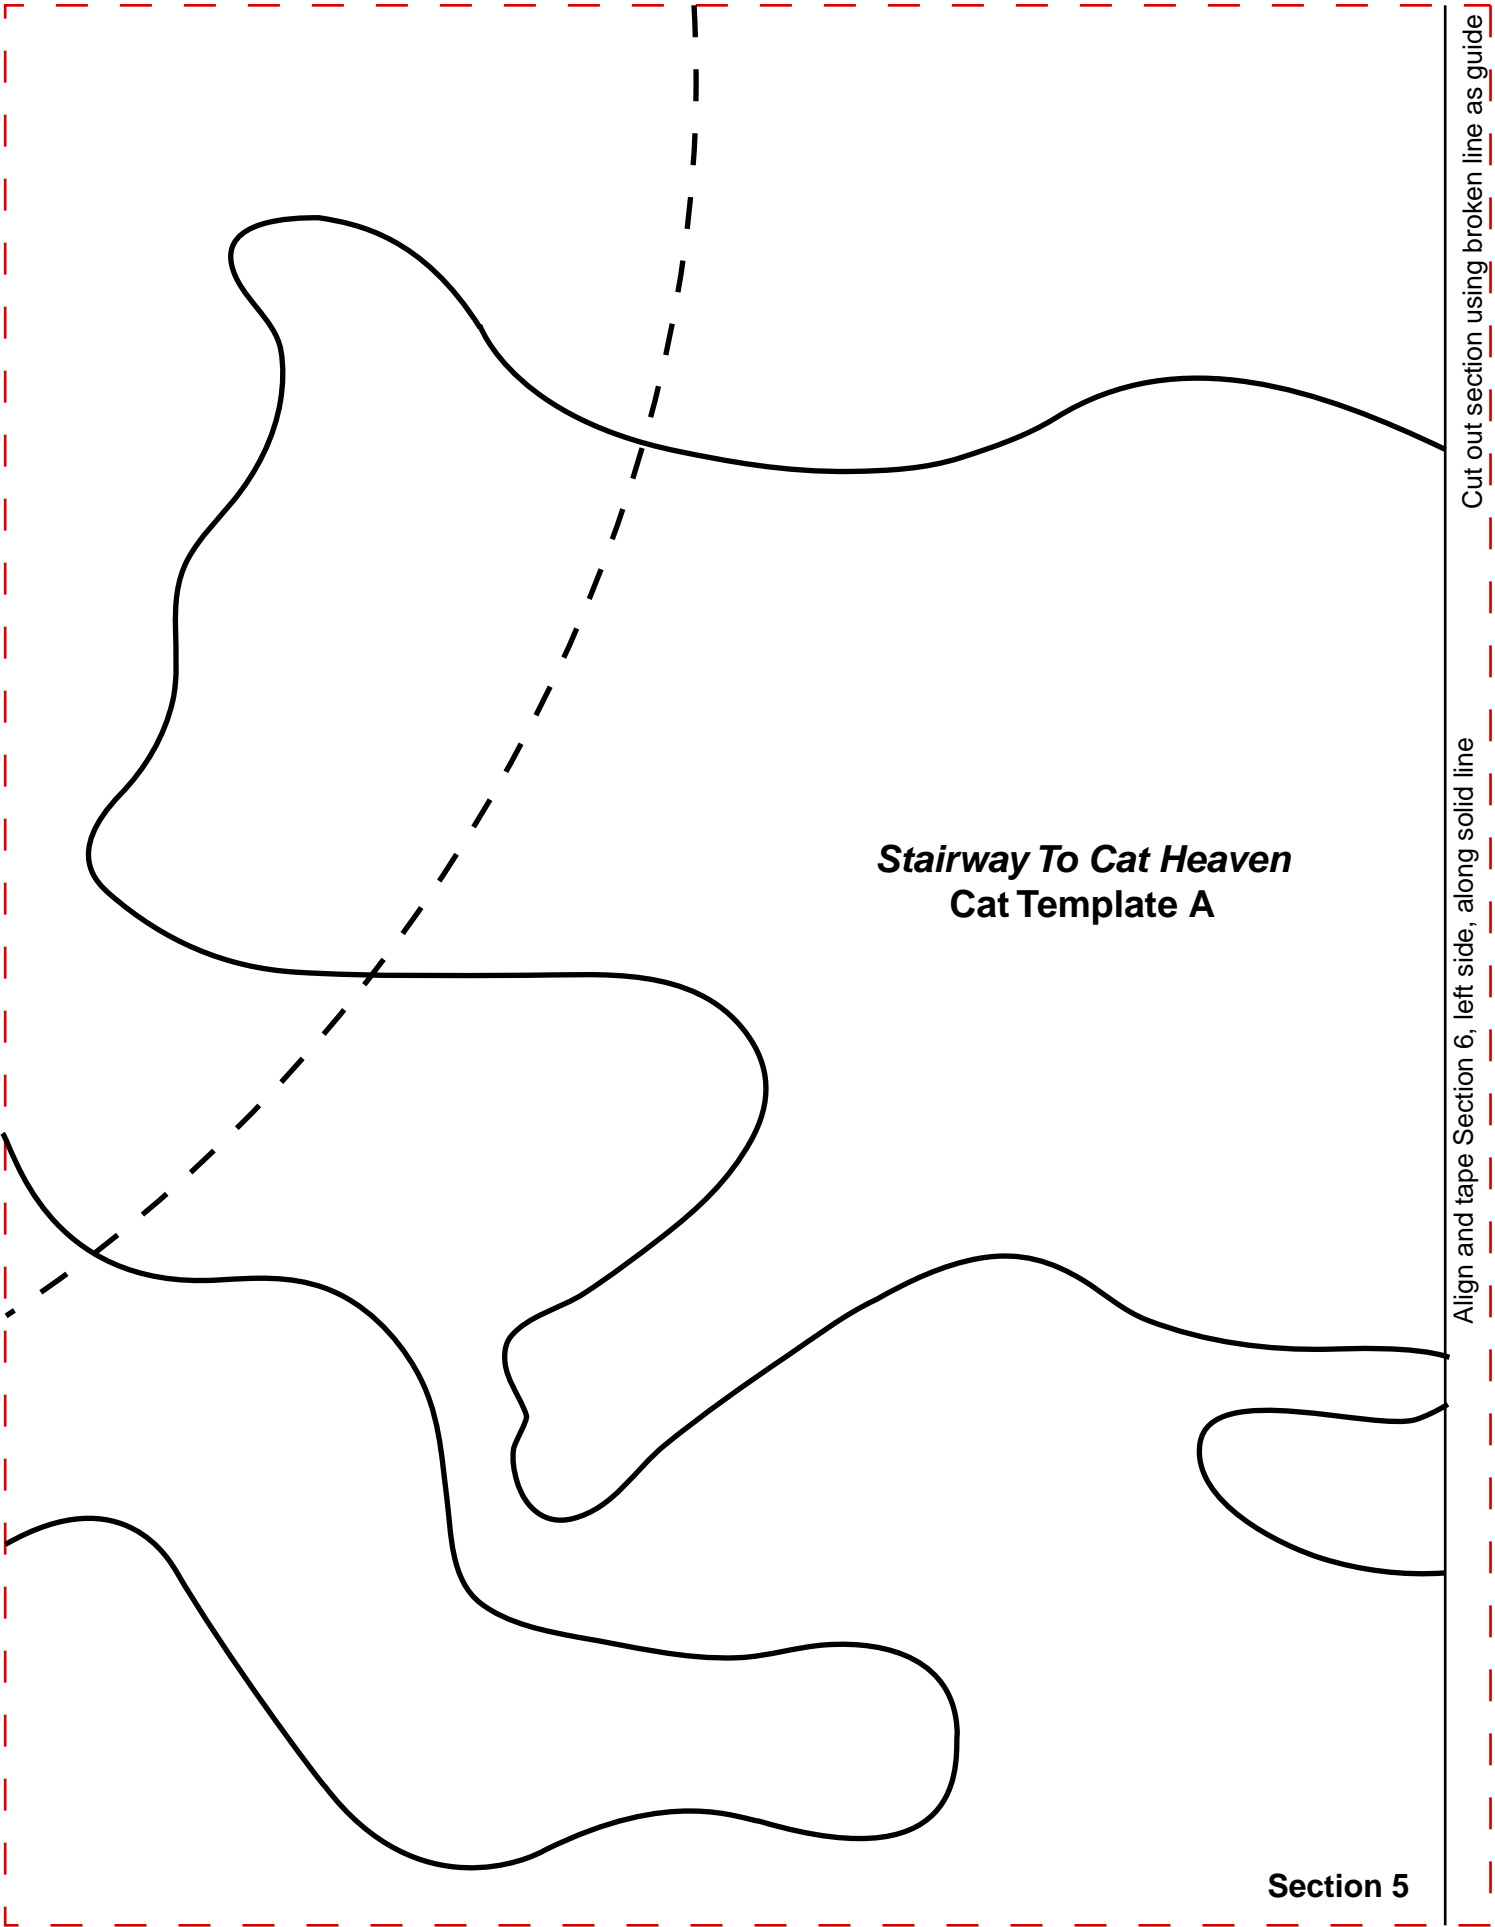 Cut out section using broken line as guide
Align and tape Section 6, left side, along solid line
Stairway To Cat Heaven
Cat Template A
Section 5